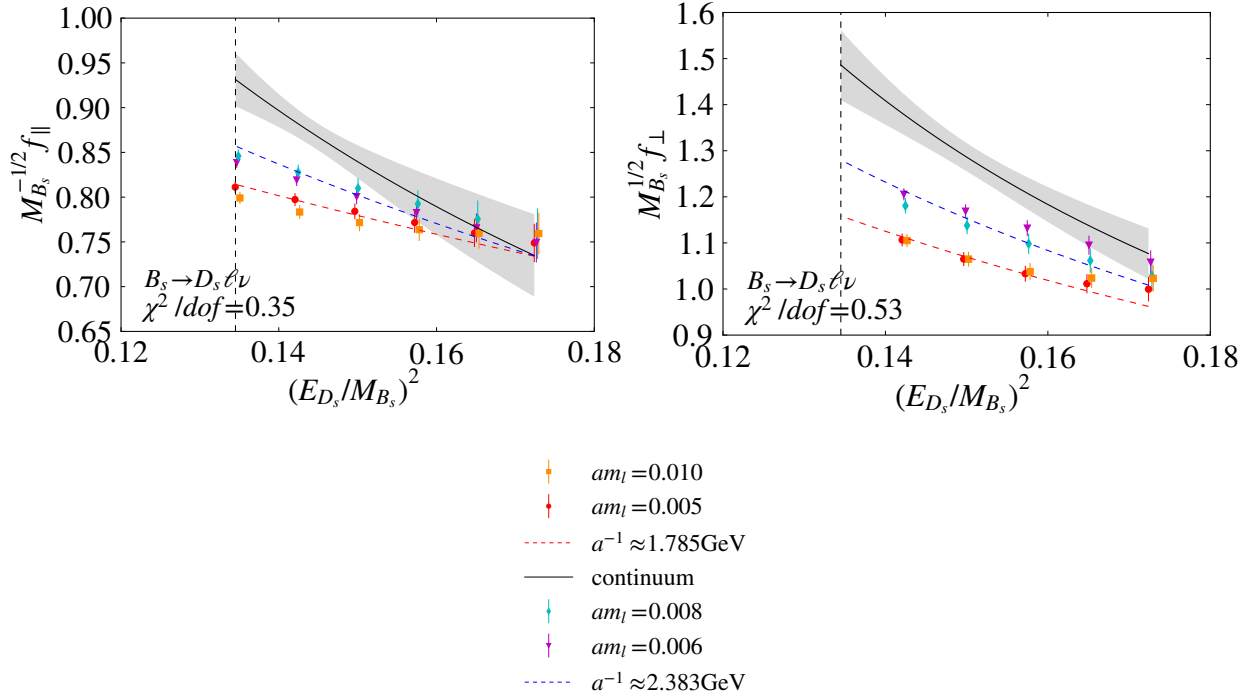 1.00
0.95
0.90
0.85
0.80
0.75
0.70
0.65
0.12 0.14 0.16 0.18
M_{B_s}^{-1/2} f_∥
B_s→D_sℓν
χ²/dof=0.35
(E_{D_s}/M_{B_s})²
1.6
1.5
1.4
1.3
1.2
1.1
1.0
0.9
0.12 0.14 0.16 0.18
M_{B_s}^{1/2} f_⊥
B_s→D_sℓν
χ²/dof=0.53
(E_{D_s}/M_{B_s})²
am_l=0.010
am_l=0.005
a^{-1}≈1.785GeV
continuum
am_l=0.008
am_l=0.006
a^{-1}≈2.383GeV